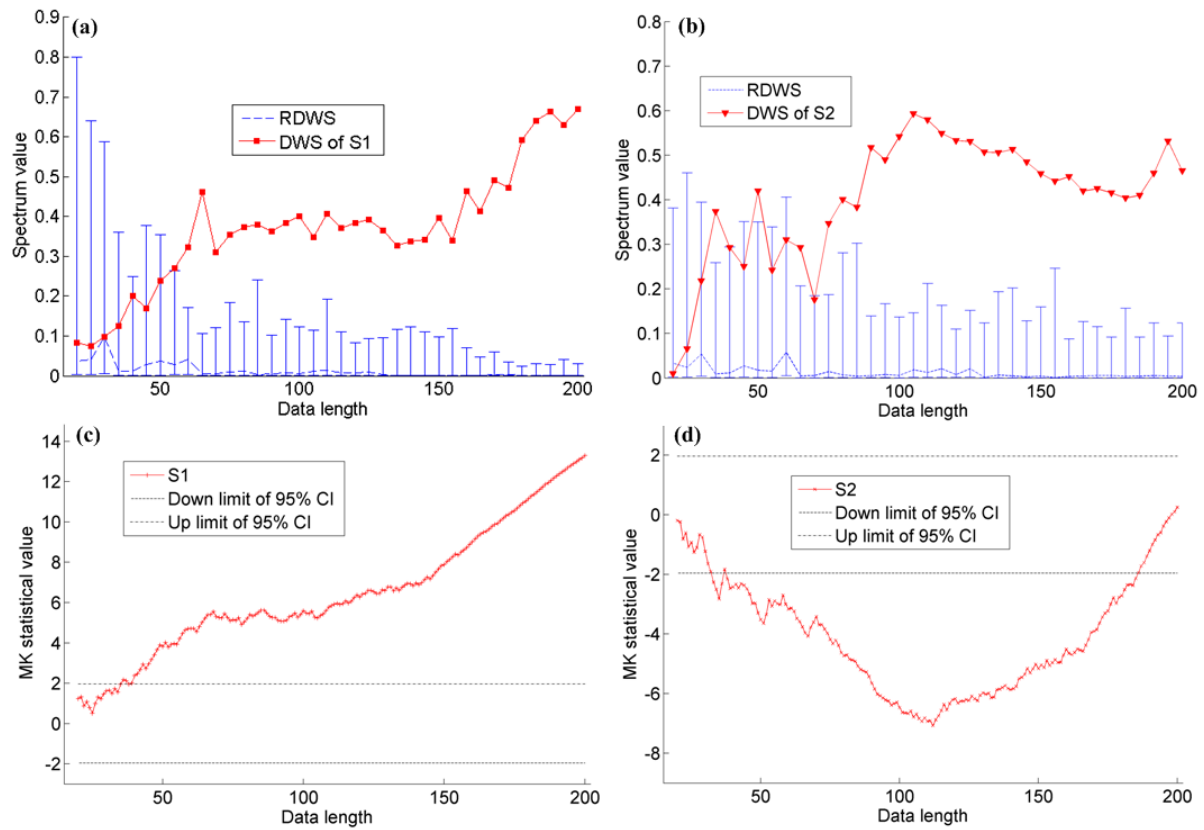 (a)
Spectrum value
0.9
0.8
0.7
0.6
0.5
0.4
0.3
0.2
0.1
0
RDWS
DWS of S1
50
100
150
200
Data length
(b)
Spectrum value
0.8
0.7
0.6
0.5
0.4
0.3
0.2
0.1
0
RDWS
DWS of S2
50
100
150
200
Data length
(c)
MK statistical value
14
12
10
8
6
4
2
0
-2
S1
Down limit of 95% CI
Up limit of 95% CI
50
100
150
200
Data length
(d)
MK statistical value
2
0
-2
-4
-6
-8
S2
Down limit of 95% CI
Up limit of 95% CI
50
100
150
200
Data length